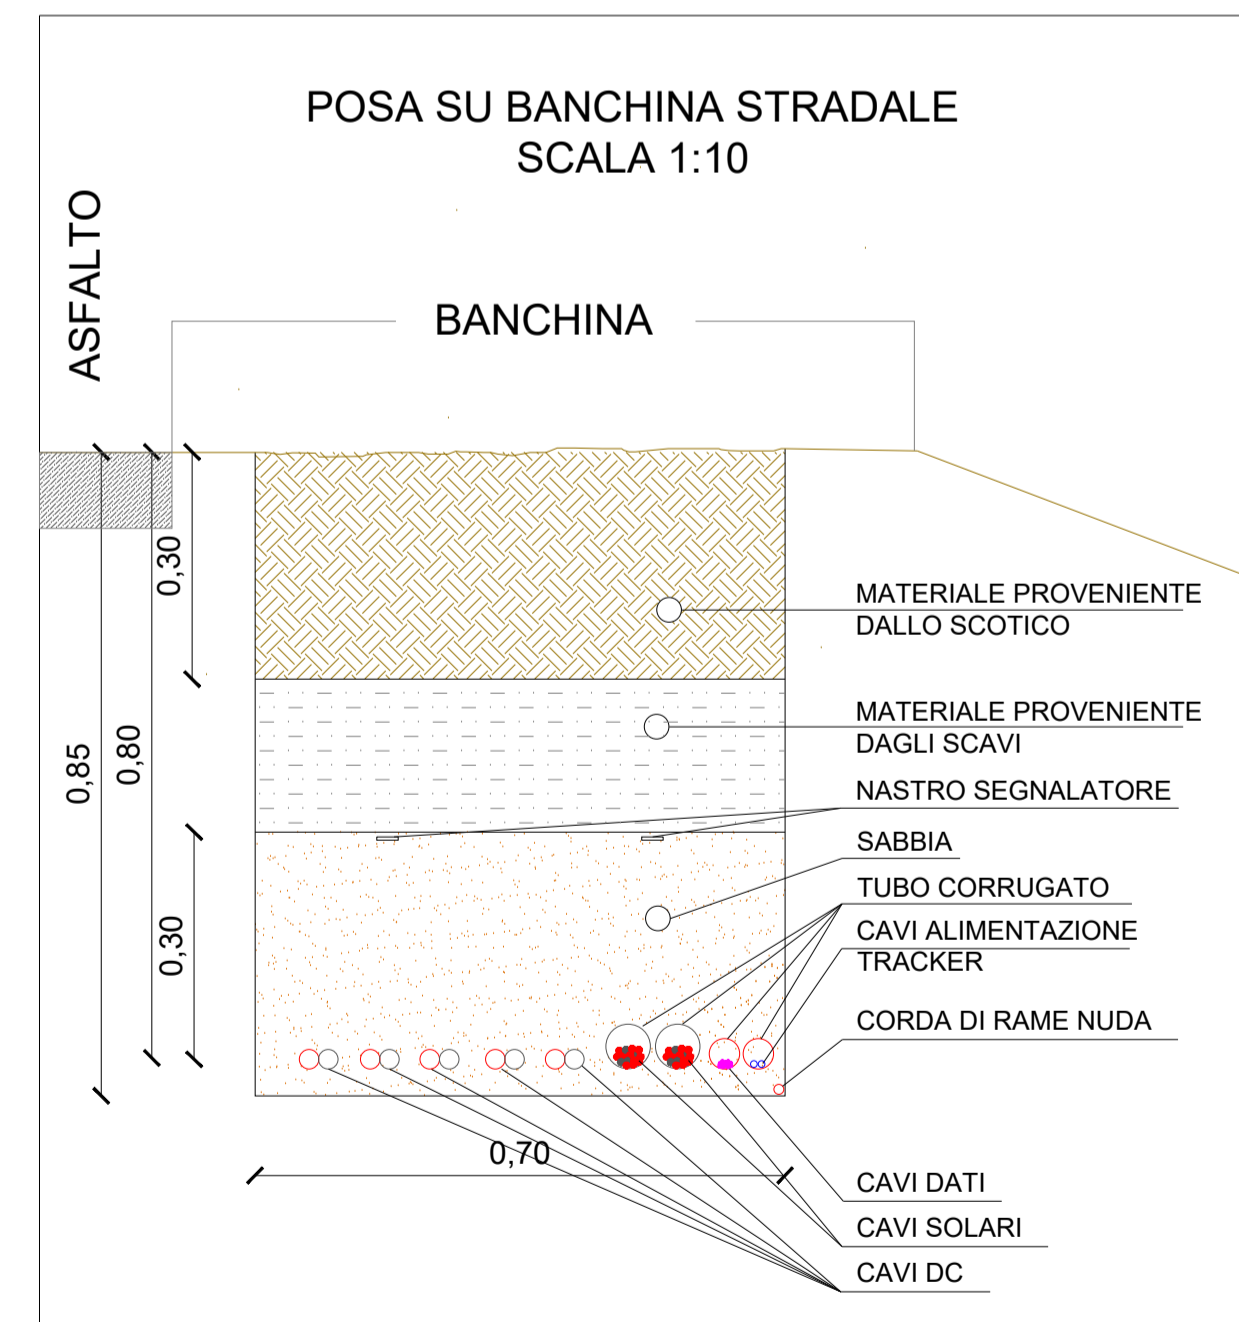 POSA SU BANCHINA STRADALE
SCALA 1:10
ASFALTO
BANCHINA
0,30
0,80
0,85
0,30
0,70
MATERIALE PROVENIENTE
DALLO SCOTICO
MATERIALE PROVENIENTE
DAGLI SCAVI
NASTRO SEGNALATORE
SABBIA
TUBO CORRUGATO
CAVI ALIMENTAZIONE
TRACKER
CORDA DI RAME NUDA
CAVI DATI
CAVI SOLARI
CAVI DC